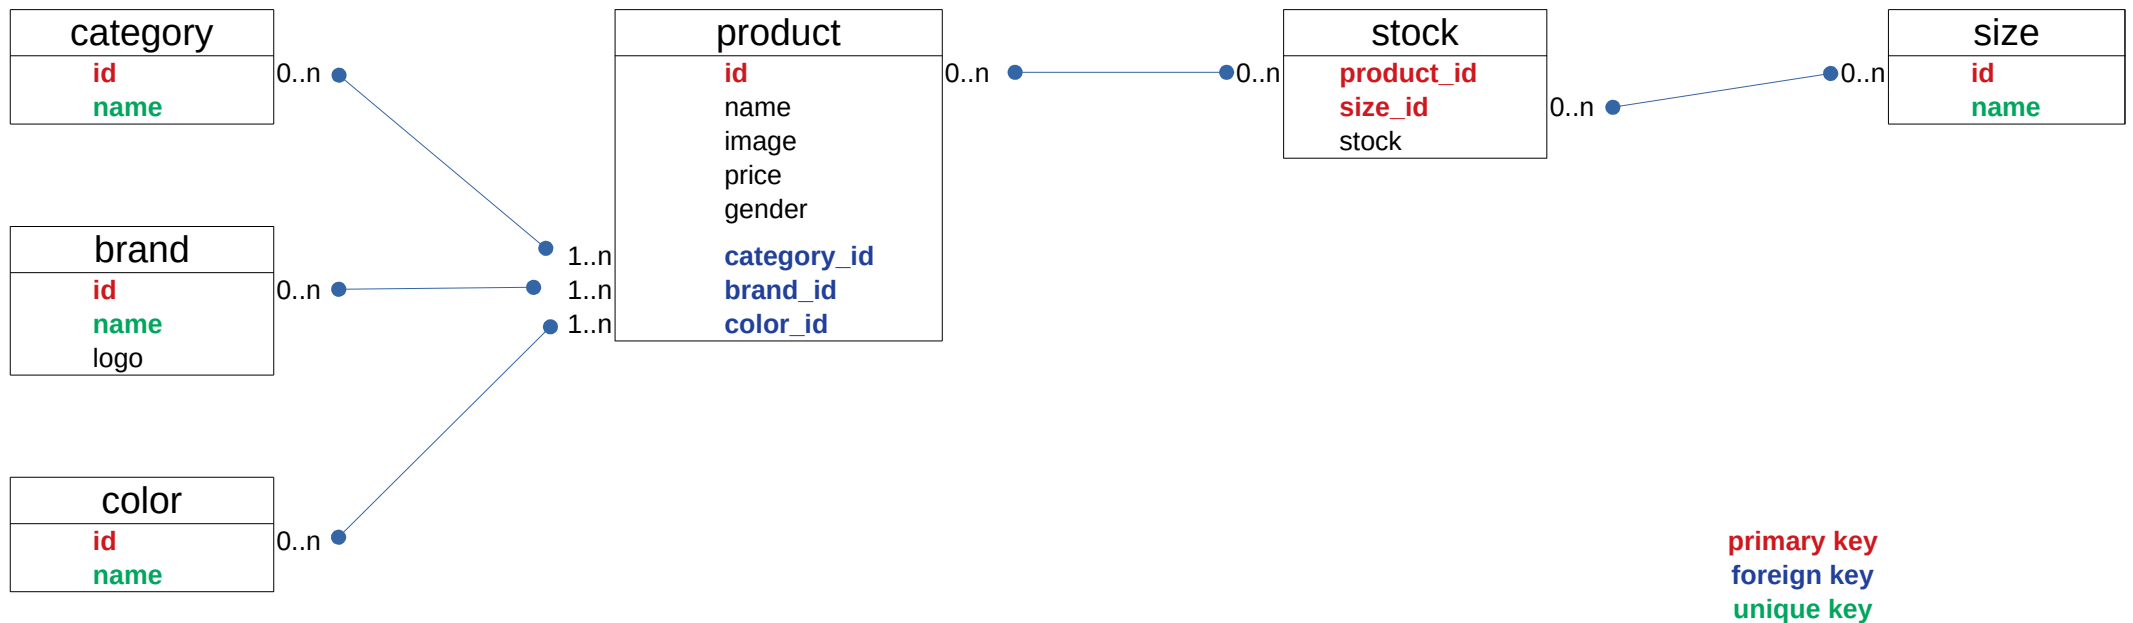 category
id
name
0..n
brand
id
name
logo
0..n
color
id
name
0..n
product
id
name
image
price
gender
category_id
brand_id
color_id
0..n
1..n
1..n
1..n
stock
product_id
size_id
stock
0..n
0..n
size
id
name
0..n
primary key
foreign key
unique key